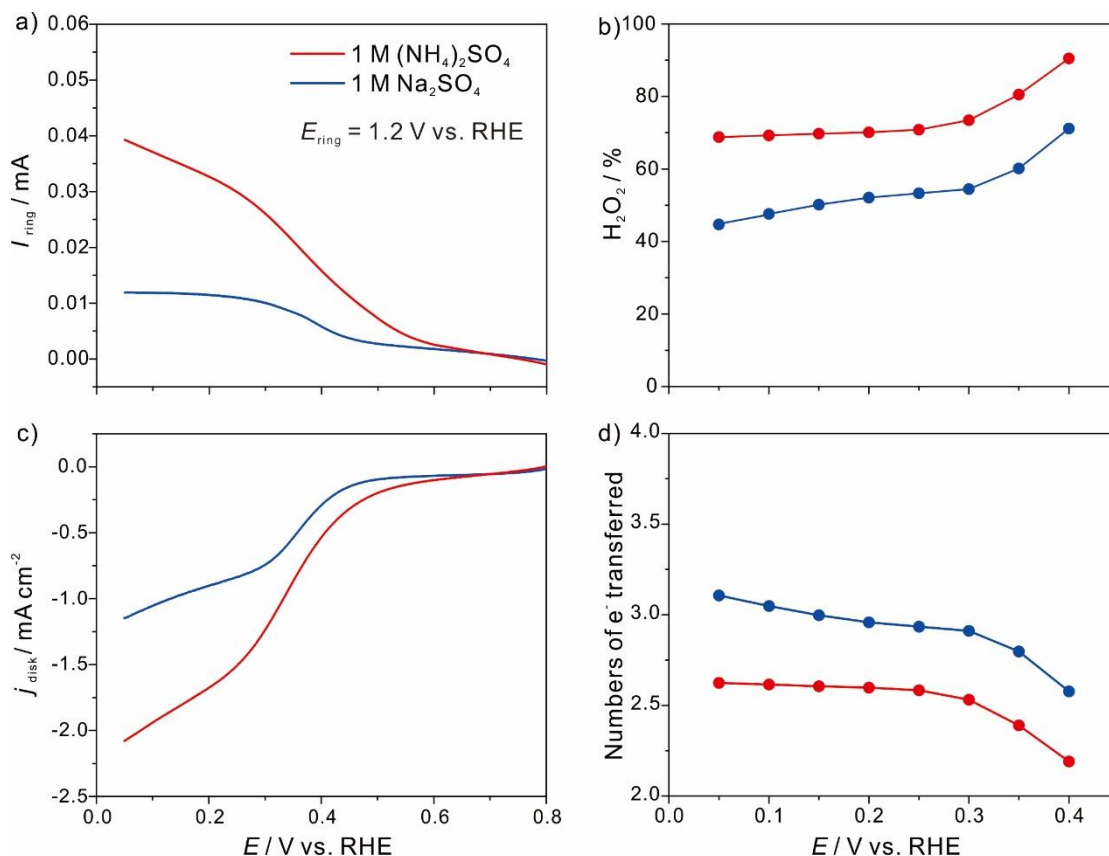 a)
0.06
0.05
0.04
0.03
0.02
0.01
0.00
I ring / mA
1 M (NH₄)₂SO₄
1 M Na₂SO₄
E ring = 1.2 V vs. RHE
b)
100
80
60
40
20
0
H₂O₂ / %
c)
0.0
-0.5
-1.0
-1.5
-2.0
-2.5
j disk / mA cm⁻²
0.0 0.2 0.4 0.6 0.8
E / V vs. RHE
d)
4.0
3.5
3.0
2.5
2.0
Numbers of e⁻ transferred
0.0 0.1 0.2 0.3 0.4
E / V vs. RHE